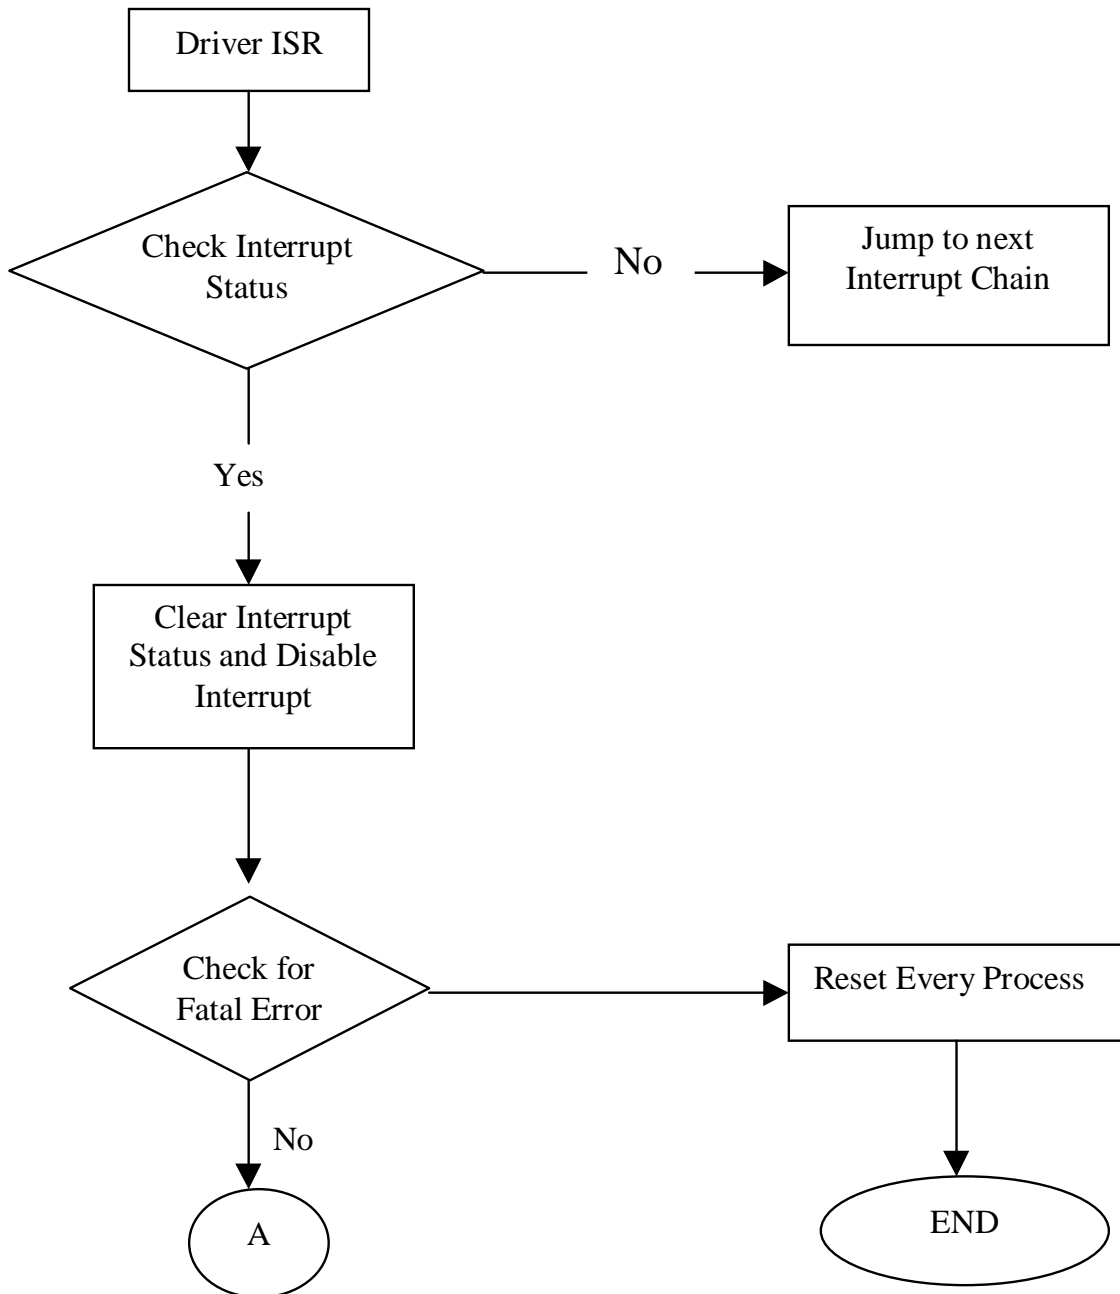 Driver ISR
Check Interrupt
Status
No
Jump to next
Interrupt Chain
Yes
Clear Interrupt
Status and Disable
Interrupt
Check for
Fatal Error
Reset Every Process
No
A
END